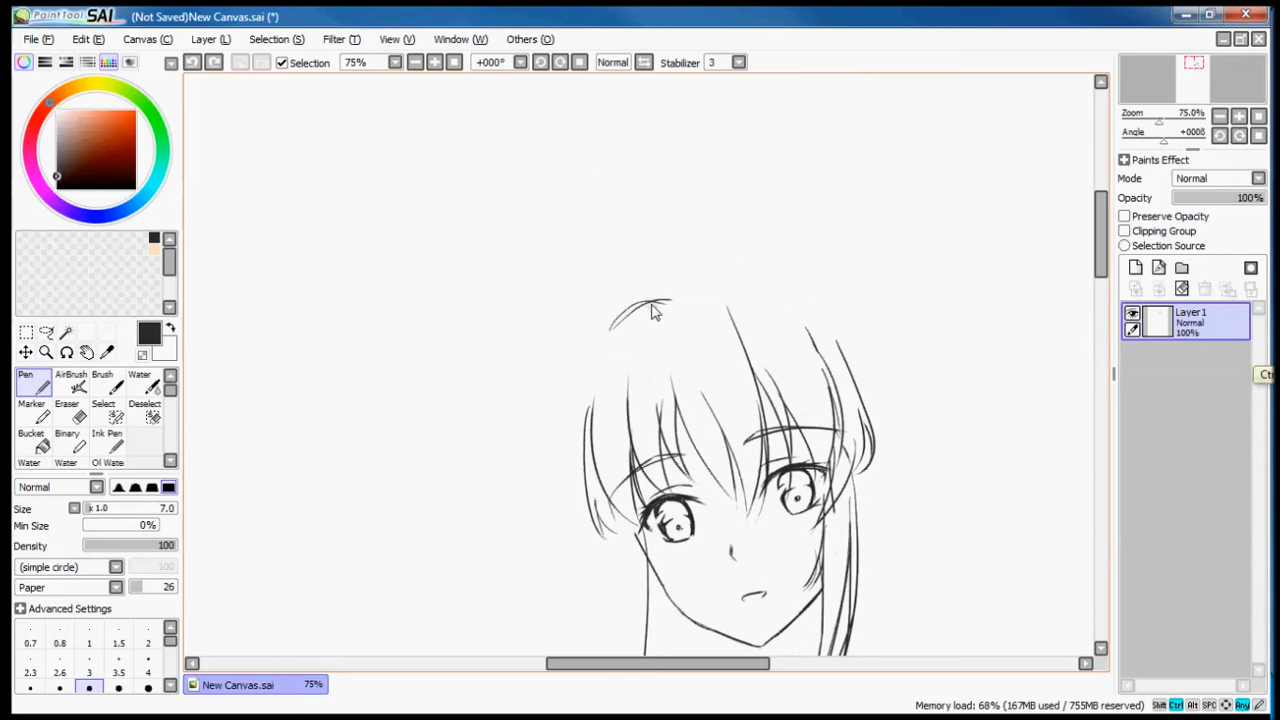 PaintTool SAI (Not Saved)New Canvas.sai (*)
File (F) Edit (E) Canvas (C) Layer (L) Selection (S) Filter (T) View (V) Window (W) Others (O)
Selection 75% +000° Normal Stabilizer 3
Zoom 75.0%
Angle +0008
Paints Effect
Mode Normal
Opacity 100%
Preserve Opacity
Clipping Group
Selection Source
Layer1
Normal
100%
Ctr
Pen AirBrush Brush Water
Marker Eraser Select Deselect
Bucket Binary Ink Pen
Water Water Ol Wate
Normal
Size x 1.0 7.0
Min Size 0%
Density 100
(simple circle) 100
Paper 26
Advanced Settings
0.7 0.8 1 1.5 2
2.3 2.6 3 3.5 4
New Canvas.sai 75%
Memory load: 68% (167MB used / 755MB reserved) Shift Ctrl Alt SPC Any